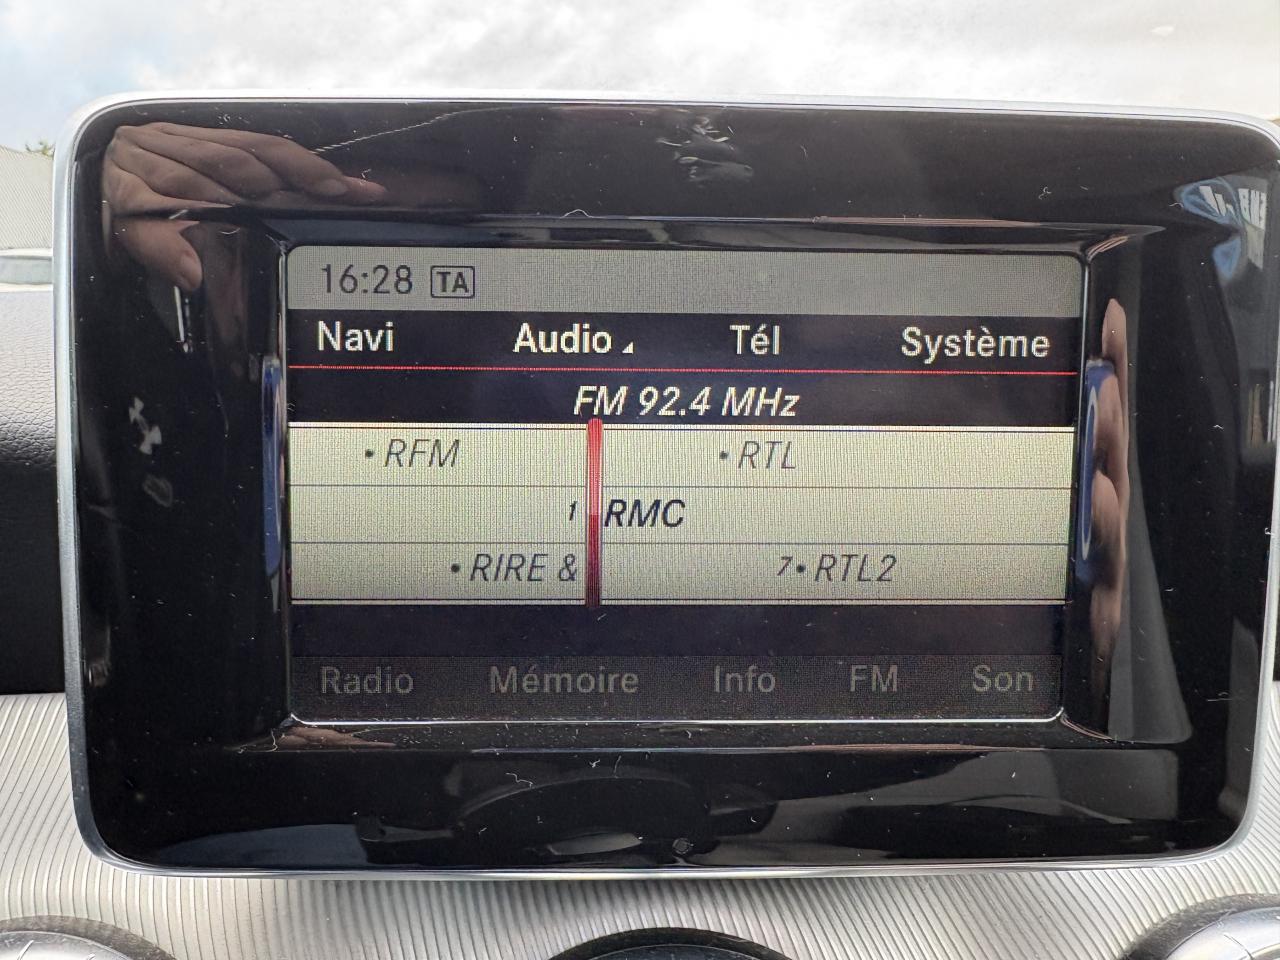 16:28 TA
Navi Audio Tél Système
FM 92.4 MHz
• RFM • RTL
1 RMC
• RIRE & 7• RTL2
Radio Mémoire Info FM Son